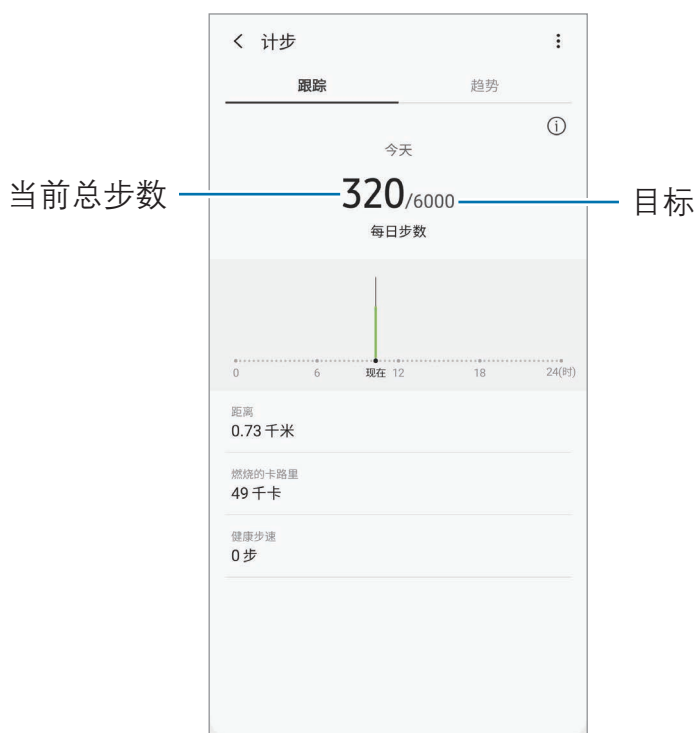 计步
跟踪 趋势
今天
当前总步数 320/6000 目标
每日步数
0 6 现在 12 18 24(时)
距离
0.73 千米
燃烧的卡路里
49 千卡
健康步速
0 步